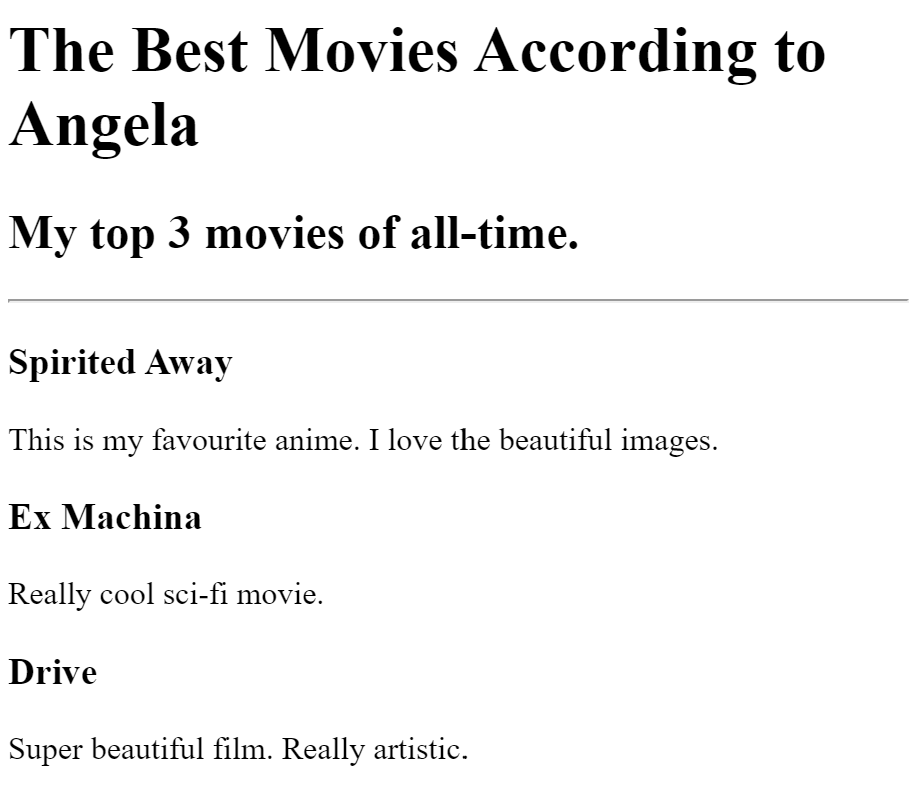 The Best Movies According to
Angela
My top 3 movies of all-time.
Spirited Away
This is my favourite anime. I love the beautiful images.
Ex Machina
Really cool sci-fi movie.
Drive
Super beautiful film. Really artistic.